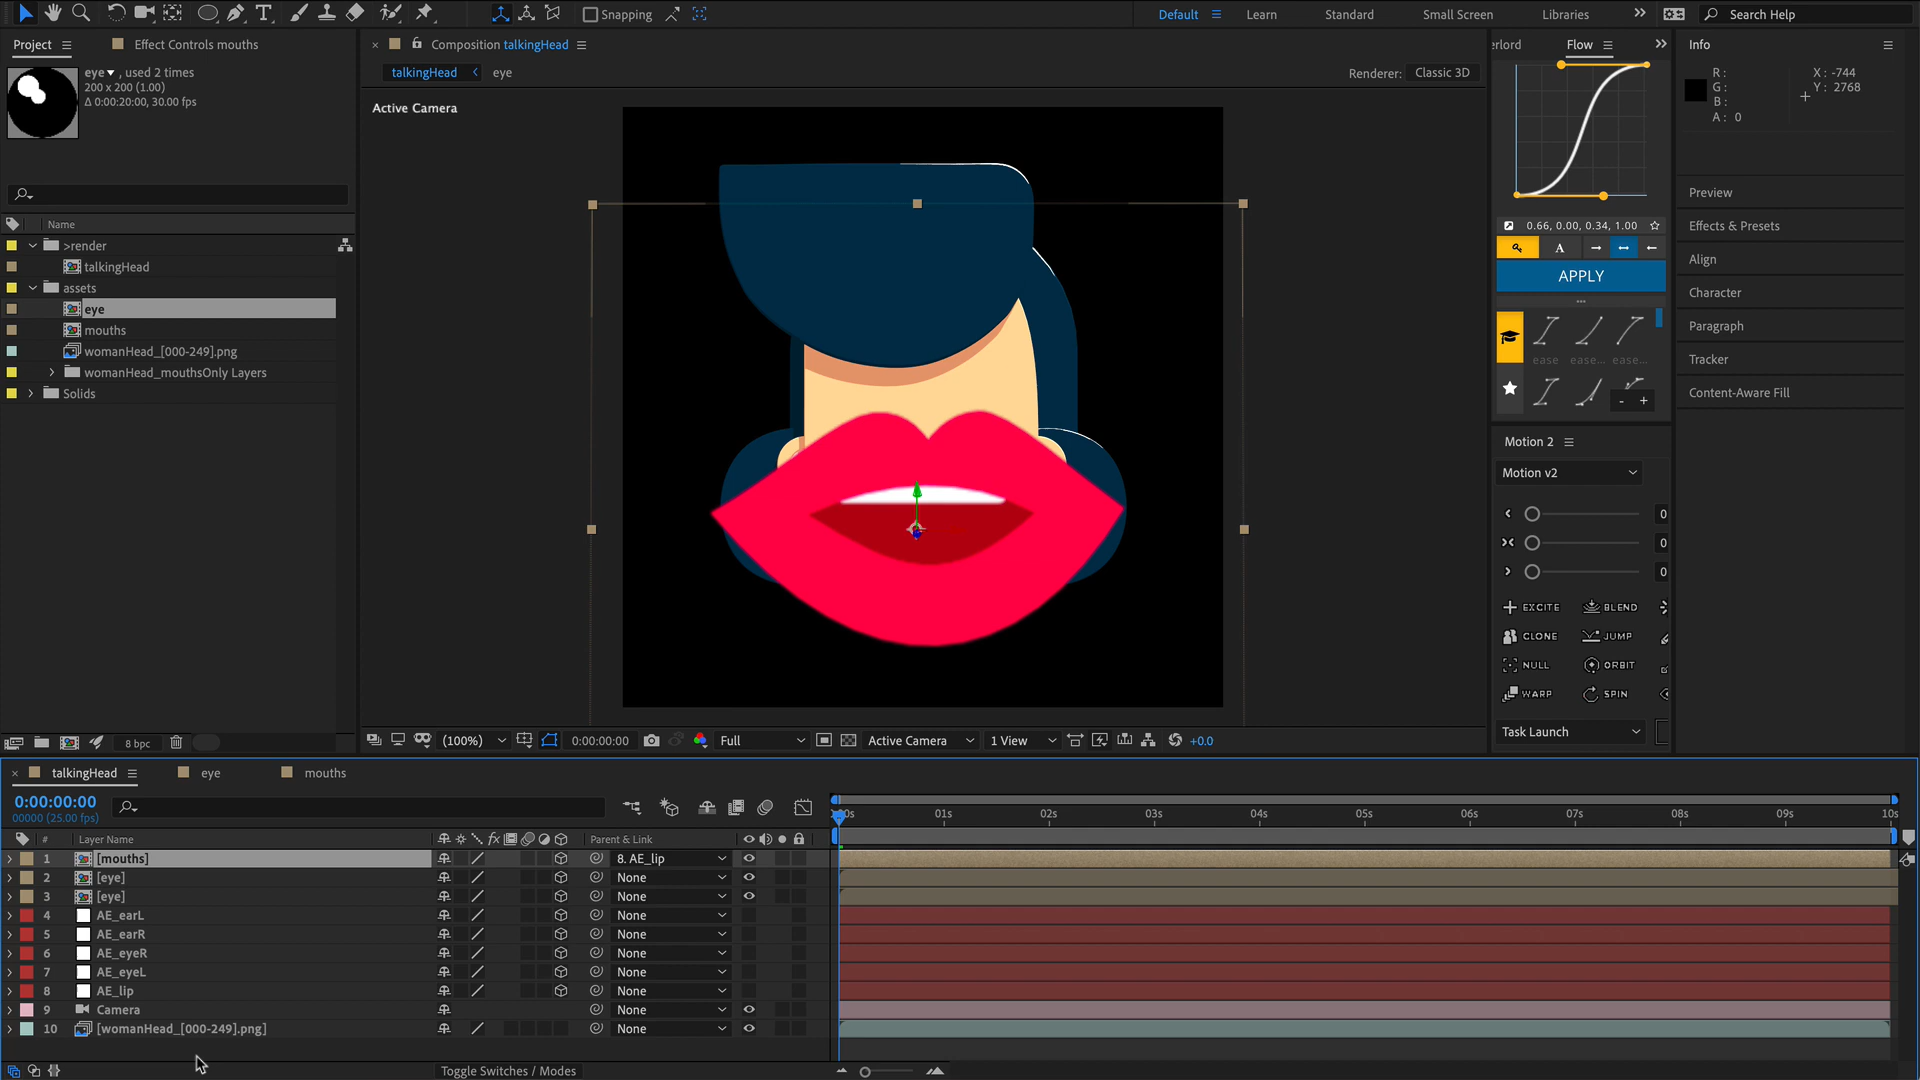 Snapping
Default
Learn
Standard
Small Screen
Libraries
Search Help
Project
Effect Controls mouths
eye , used 2 times
200 x 200 (1.00)
Δ 0:00:20:00, 30.00 fps
Name
>render
talkingHead
assets
eye
mouths
womanHead_[000-249].png
womanHead_mouthsOnly Layers
Solids
8 bpc
Composition talkingHead
talkingHead
eye
Renderer: Classic 3D
Active Camera
(100%)
0:00:00:00
Full
Active Camera
1 View
+0.0
erlord
Flow
0.66, 0.00, 0.34, 1.00
A
APPLY
ease
ease...
ease...
- +
Motion 2
Motion v2
0
0
0
EXCITE
BLEND
CLONE
JUMP
NULL
ORBIT
WARP
SPIN
Task Launch
Info
R:
G:
B:
A: 0
X: -744
Y: 2768
Preview
Effects & Presets
Align
Character
Paragraph
Tracker
Content-Aware Fill
talkingHead
eye
mouths
0:00:00:00
00000 (25.00 fps)
# Layer Name
fx
Parent & Link
1 [mouths] 8. AE_lip
2 [eye] None
3 [eye] None
4 AE_earL None
5 AE_earR None
6 AE_eyeR None
7 AE_eyeL None
8 AE_lip None
9 Camera None
10 [womanHead_[000-249].png] None
01s 02s 03s 04s 05s 06s 07s 08s 09s 10s
Toggle Switches / Modes